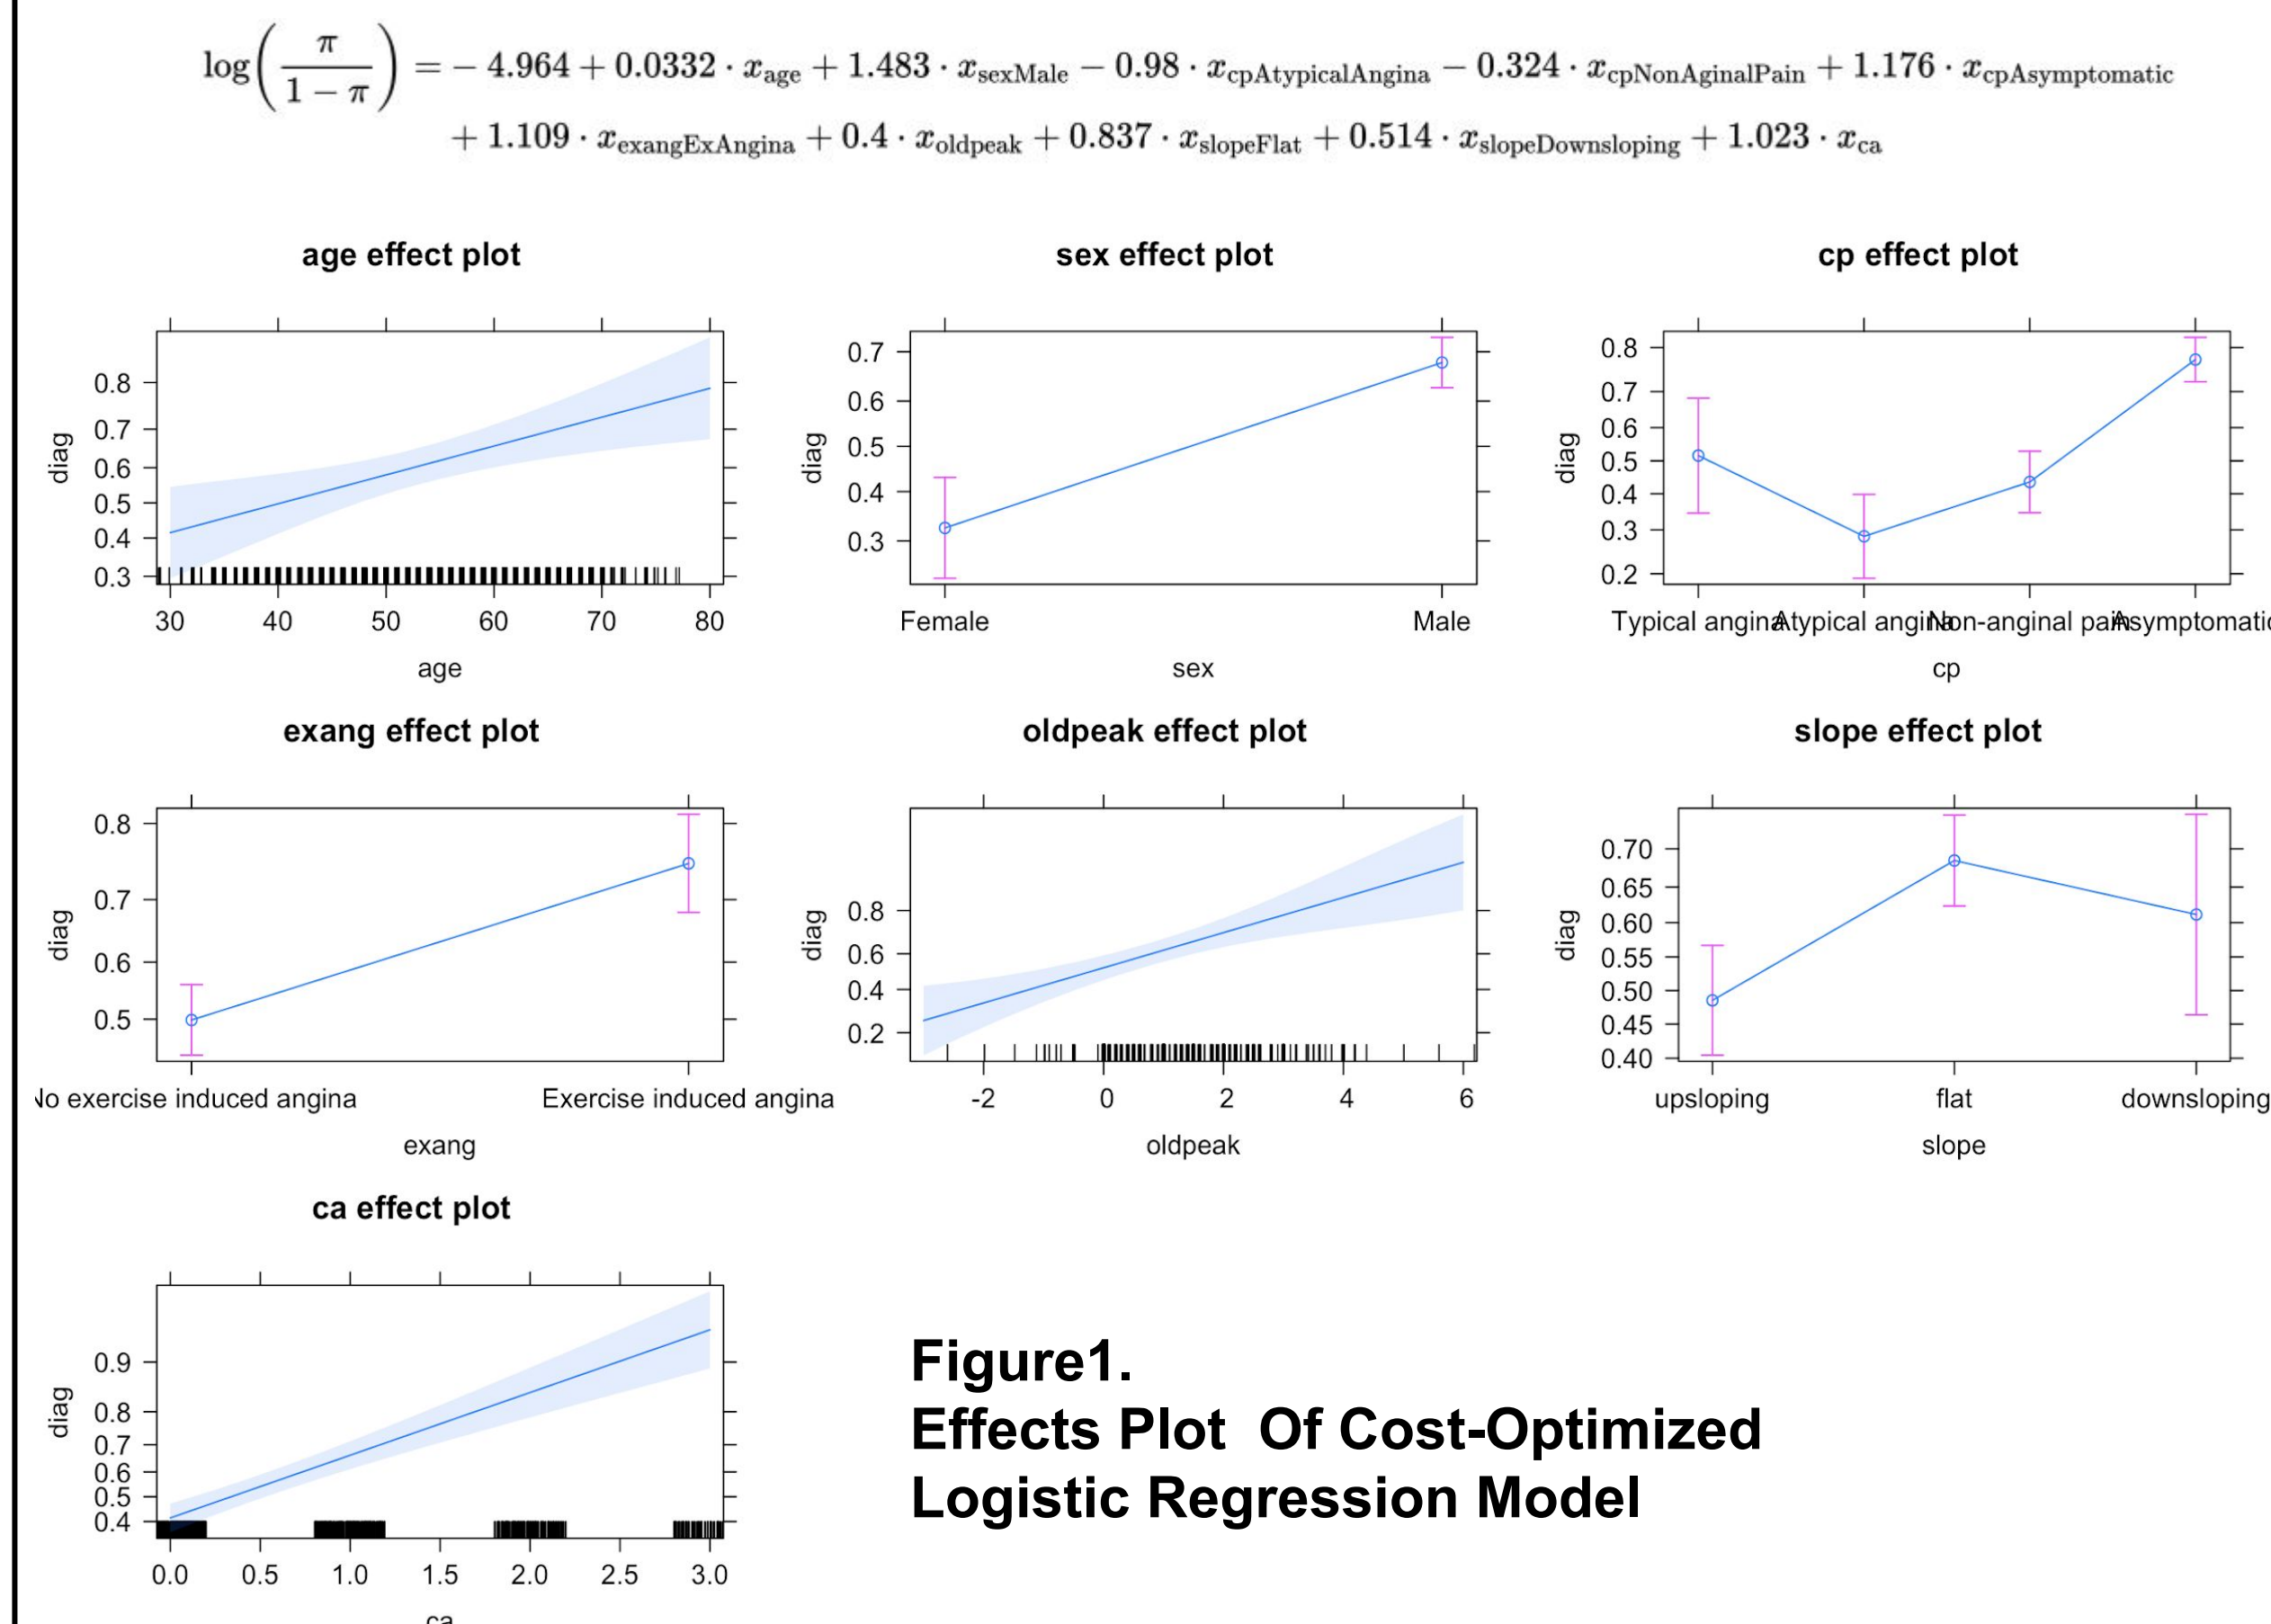 log(π/(1 − π)) = − 4.964 + 0.0332 · x_age + 1.483 · x_sexMale − 0.98 · x_cpAtypicalAngina − 0.324 · x_cpNonAginalPain + 1.176 · x_cpAsymptomatic
+ 1.109 · x_exangExAngina + 0.4 · x_oldpeak + 0.837 · x_slopeFlat + 0.514 · x_slopeDownsloping + 1.023 · x_ca
age effect plot
diag
0.8
0.7
0.6
0.5
0.4
0.3
30 40 50 60 70 80
age
sex effect plot
diag
0.7
0.6
0.5
0.4
0.3
Female Male
sex
cp effect plot
diag
0.8
0.7
0.6
0.5
0.4
0.3
0.2
Typical angina Atypical angina Non-anginal pain Asymptomatic
cp
exang effect plot
diag
0.8
0.7
0.6
0.5
No exercise induced angina Exercise induced angina
exang
oldpeak effect plot
diag
0.8
0.6
0.4
0.2
-2 0 2 4 6
oldpeak
slope effect plot
diag
0.70
0.65
0.60
0.55
0.50
0.45
0.40
upsloping flat downsloping
slope
ca effect plot
diag
0.9
0.8
0.7
0.6
0.5
0.4
0.0 0.5 1.0 1.5 2.0 2.5 3.0
ca
Figure1.
Effects Plot Of Cost-Optimized
Logistic Regression Model